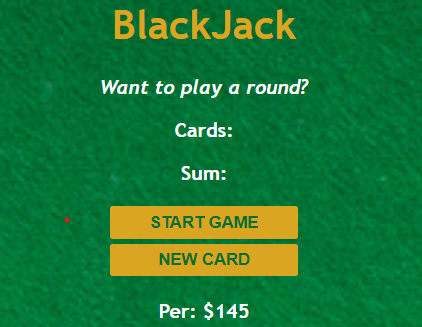 BlackJack
Want to play a round?
Cards:
Sum:
START GAME
NEW CARD
Per: $145